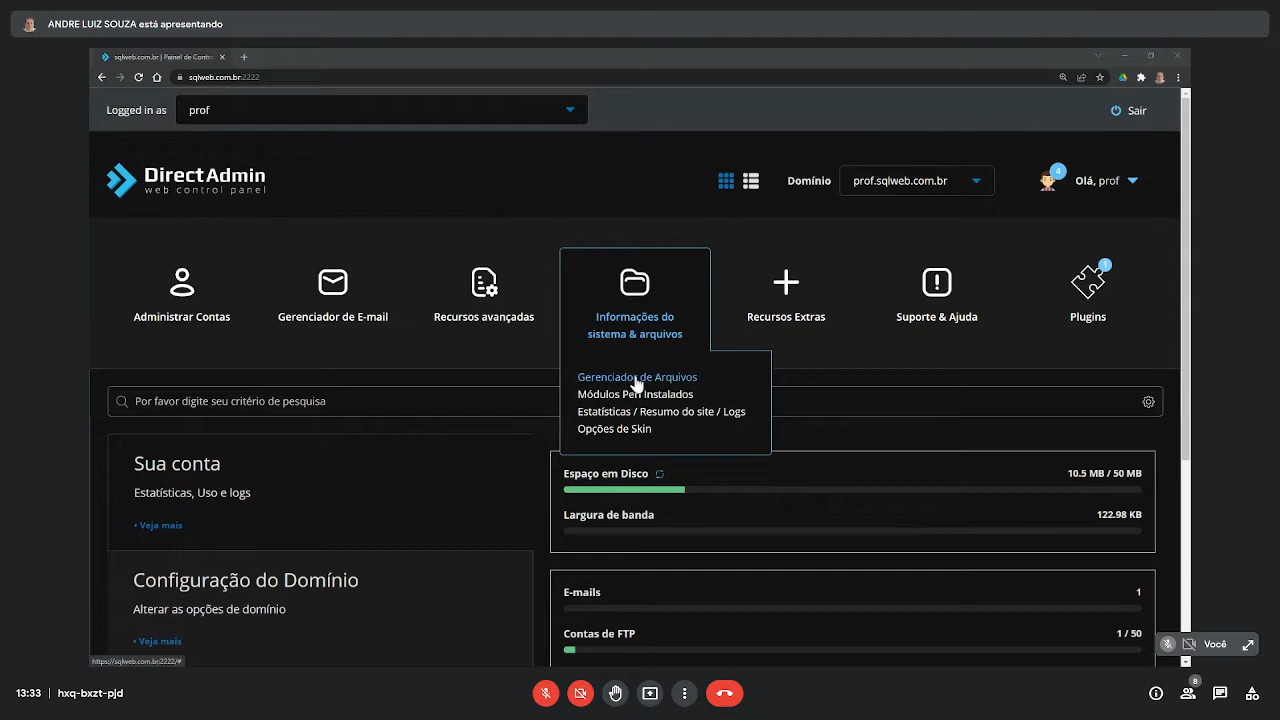 ANDRE LUIZ SOUZA está apresentando
sqlweb.com.br | Painel de Contr
sqlweb.com.br:2222
Logged in as
prof
Sair
DirectAdmin
web control panel
Domínio
prof.sqlweb.com.br
4
Olá, prof
1
Administrar Contas
Gerenciador de E-mail
Recursos avançadas
Informações do
sistema & arquivos
Recursos Extras
Suporte & Ajuda
Plugins
Gerenciador de Arquivos
Módulos Perl Instalados
Estatísticas / Resumo do site / Logs
Opções de Skin
Por favor digite seu critério de pesquisa
Sua conta
Estatísticas, Uso e logs
• Veja mais
Espaço em Disco
10.5 MB / 50 MB
Largura de banda
122.98 KB
Configuração do Domínio
Alterar as opções de domínio
• Veja mais
E-mails
1
Contas de FTP
1 / 50
https://sqlweb.com.br:2222/#
Você
13:33 | hxq-bxzt-pjd
8